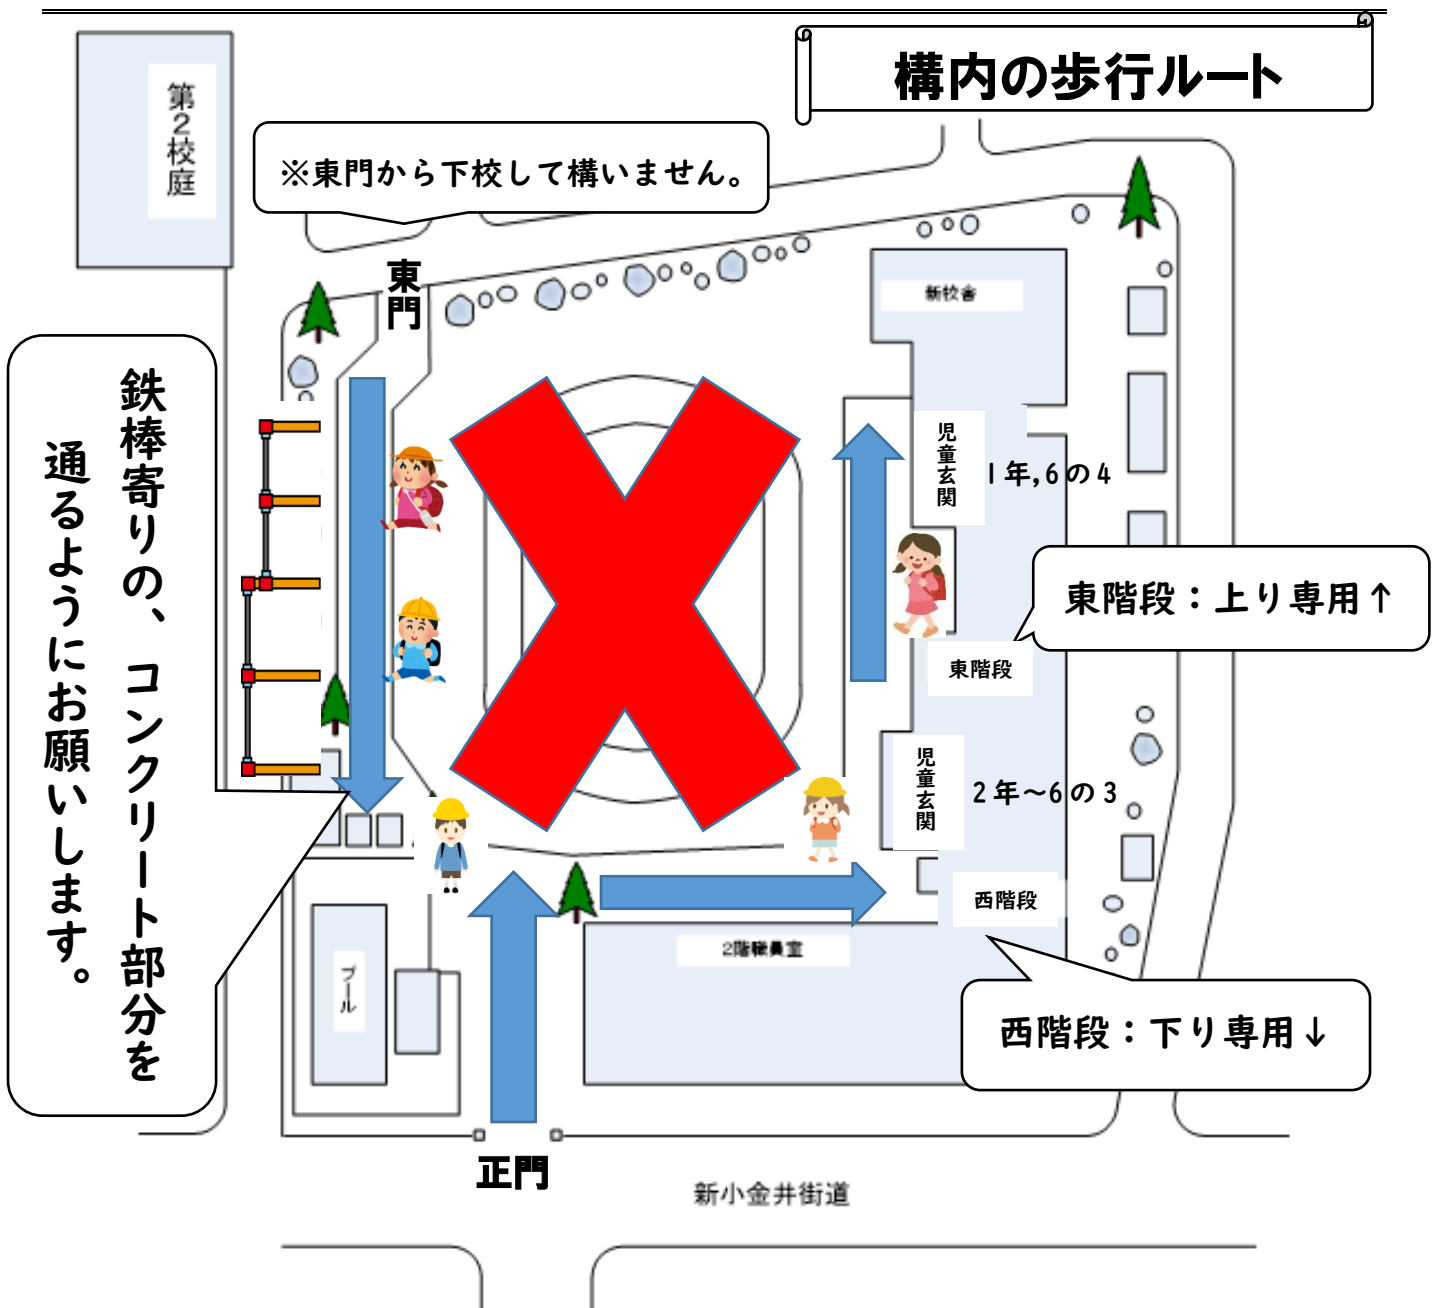 構内の歩行ルート
第2校庭
※東門から下校して構いません。
東門
新校舎
鉄棒寄りの、コンクリート部分を
通るようにお願いします。
児童玄関
1年,6の4
東階段：上り専用↑
東階段
児童玄関
2年～6の3
西階段
2階職員室
プール
西階段：下り専用↓
正門
新小金井街道